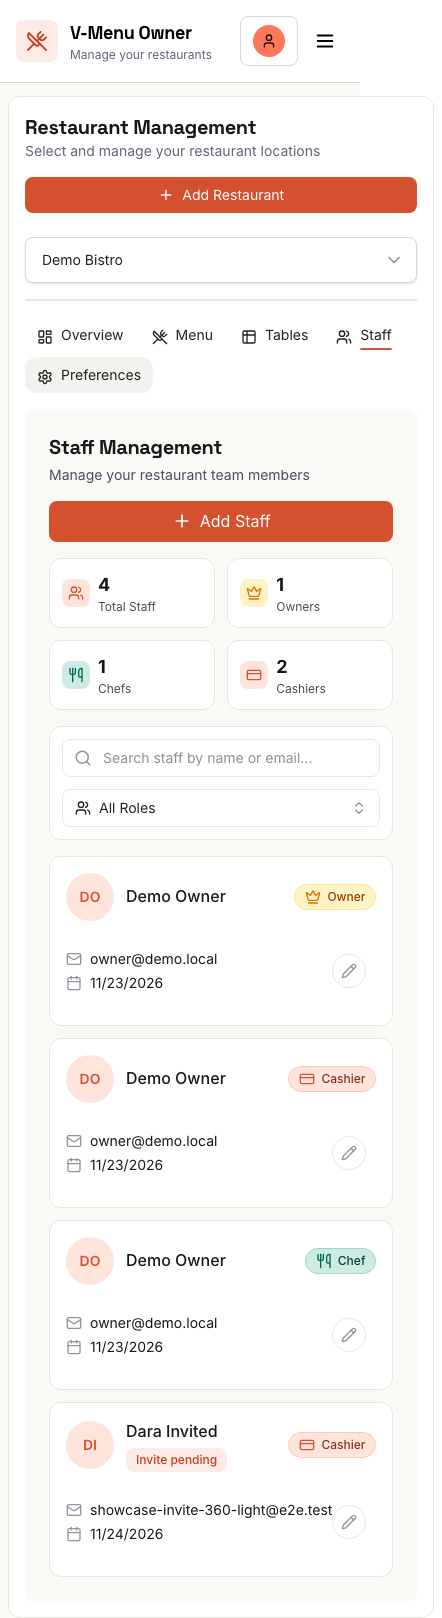 V-Menu Owner
Manage your restaurants
Restaurant Management
Select and manage your restaurant locations
Add Restaurant
Demo Bistro
Overview Menu Tables Staff
Preferences
Staff Management
Manage your restaurant team members
Add Staff
4
Total Staff
1
Owners
1
Chefs
2
Cashiers
Search staff by name or email...
All Roles
DO Demo Owner Owner
owner@demo.local
11/23/2026
DO Demo Owner Cashier
owner@demo.local
11/23/2026
DO Demo Owner Chef
owner@demo.local
11/23/2026
DI Dara Invited Cashier
Invite pending
showcase-invite-360-light@e2e.test
11/24/2026